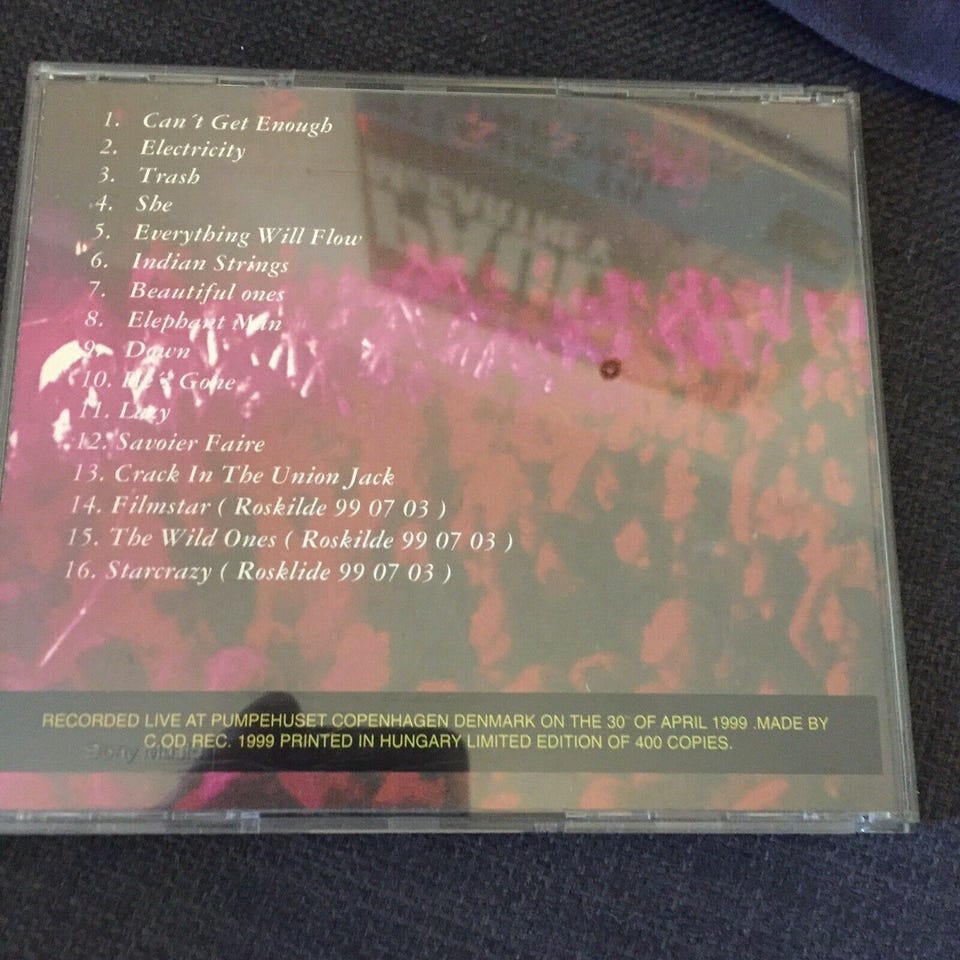 1. Can´t Get Enough
2. Electricity
3. Trash
4. She
5. Everything Will Flow
6. Indian Strings
7. Beautiful ones
8. Elephant Man
9. Down
10. He´s Gone
11. Lazy
12. Savoier Faire
13. Crack In The Union Jack
14. Filmstar ( Roskilde 99 07 03 )
15. The Wild Ones ( Roskilde 99 07 03 )
16. Starcrazy ( Rosklide 99 07 03 )
RECORDED LIVE AT PUMPEHUSET COPENHAGEN DENMARK ON THE 30 OF APRIL 1999 .MADE BY
C.OD REC. 1999 PRINTED IN HUNGARY LIMITED EDITION OF 400 COPIES.